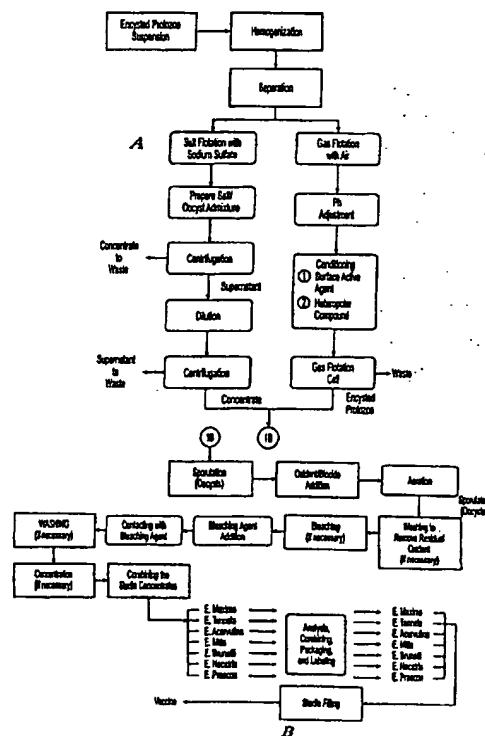 Encysted Protozoa
Suspension
Homogenization
Separation
A
Salt Flotation with
Sodium Sulfate
Gas Flotation
with Air
Prepare Salt/
Oocyst Admixture
Ph
Adjustment
Concentrate
to
Waste
Centrifugation
Supernatant
Conditioning
1 Surface Active
Agent
2 Heteropolar
Compound
Dilution
Supernatant
to
Waste
Centrifugation
Gas Flotation
Cell
Waste
Concentrate
Encysted
Protozoa
Sporulation
(Oocysts)
Oxidant/Biocide
Addition
Aeration
Sporulated
(Oocysts)
WASHING
(if necessary)
Contacting with
Bleaching Agent
Bleaching Agent
Addition
Bleaching
(if necessary)
Washing to
Remove Residual
Oxidant
(if necessary)
Concentration
(if necessary)
Combining the
Sterile Concentrates
E. Maxima
E. Tenella
E. Acervulina
E. Mitis
E. Brunetti
E. Necatrix
E. Praecox
Analysis,
Combining,
Packaging,
and Labeling
E. Maxima
E. Tenella
E. Acervulina
E. Mitis
E. Brunetti
E. Necatrix
E. Praecox
Vaccine
Sterile Filling
B